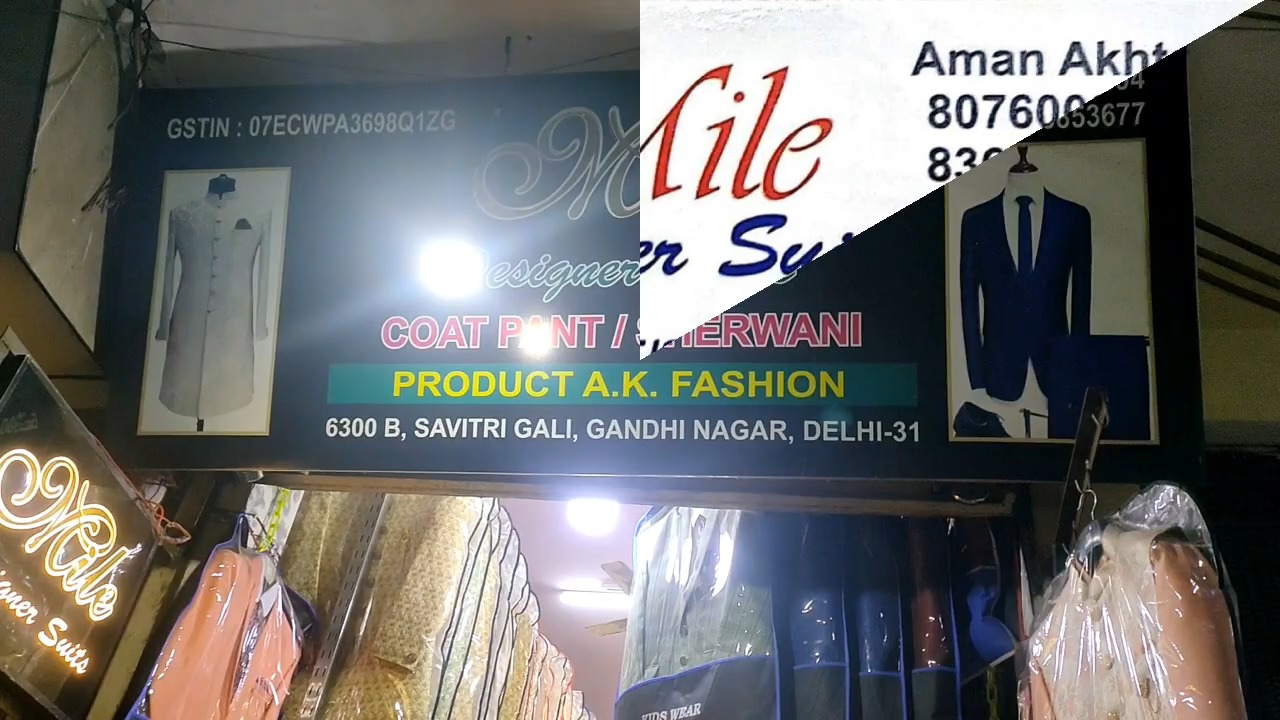 GSTIN : 07ECWPA3698Q1ZG
Aman Akht
80760
Mile
Designer
COAT PANT / SHERWANI
PRODUCT A.K. FASHION
6300 B, SAVITRI GALI, GANDHI NAGAR, DELHI-31
Mile
Suits
KIDS WEAR